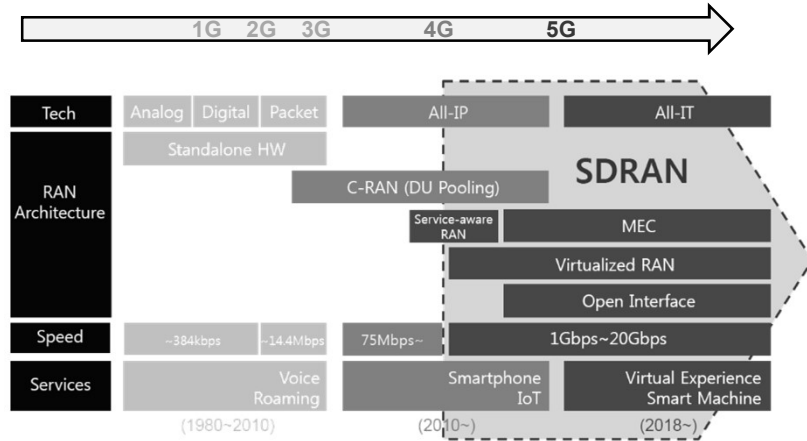 1G 2G 3G 4G 5G
Tech Analog Digital Packet All-IP All-IT
RAN
Architecture
Standalone HW
SDRAN
C-RAN (DU Pooling)
Service-aware
RAN
MEC
Virtualized RAN
Open Interface
Speed ~384kbps ~14.4Mbps 75Mbps~ 1Gbps~20Gbps
Services
Voice
Roaming
Smartphone
IoT
Virtual Experience
Smart Machine
(1980~2010) (2010~) (2018~)